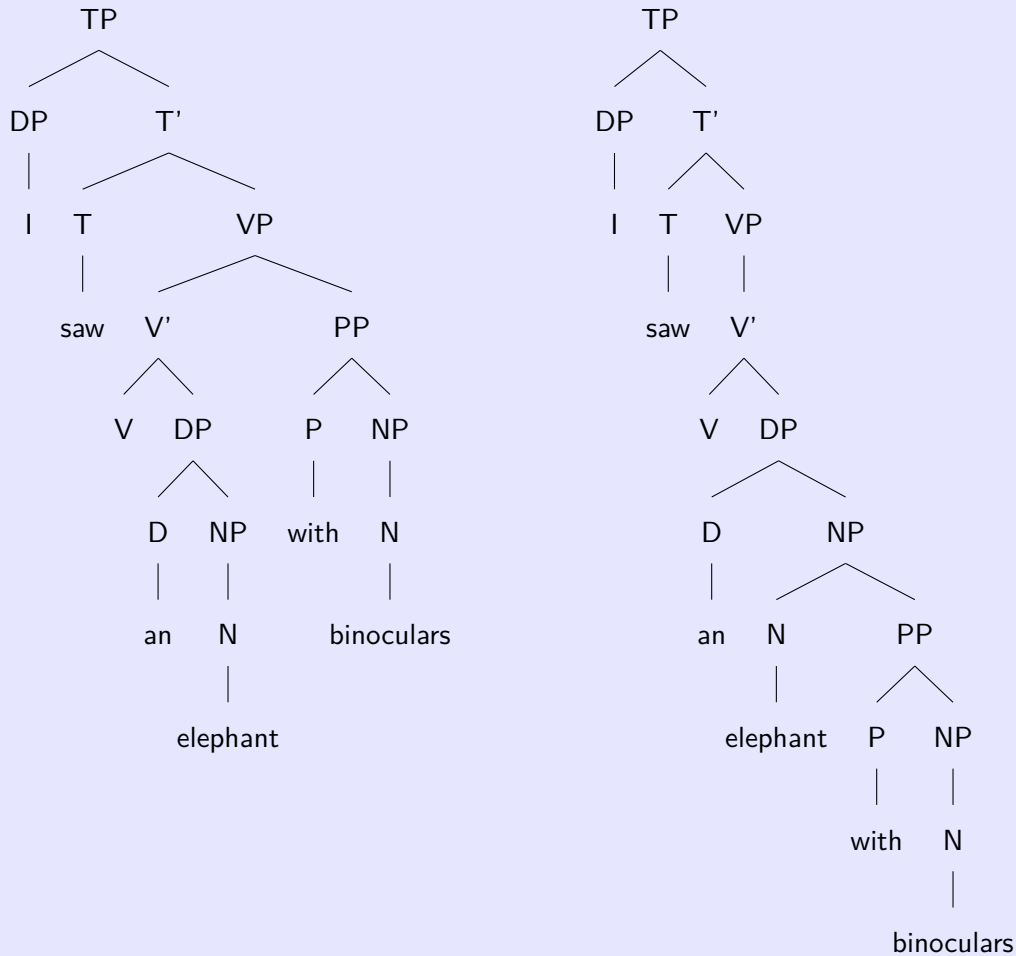 TP TP
DP T' DP T'
I T VP I T VP
saw V' PP saw V'
V DP P NP V DP
D NP with N D NP
an N binoculars an N PP
elephant elephant P NP
with N
binoculars